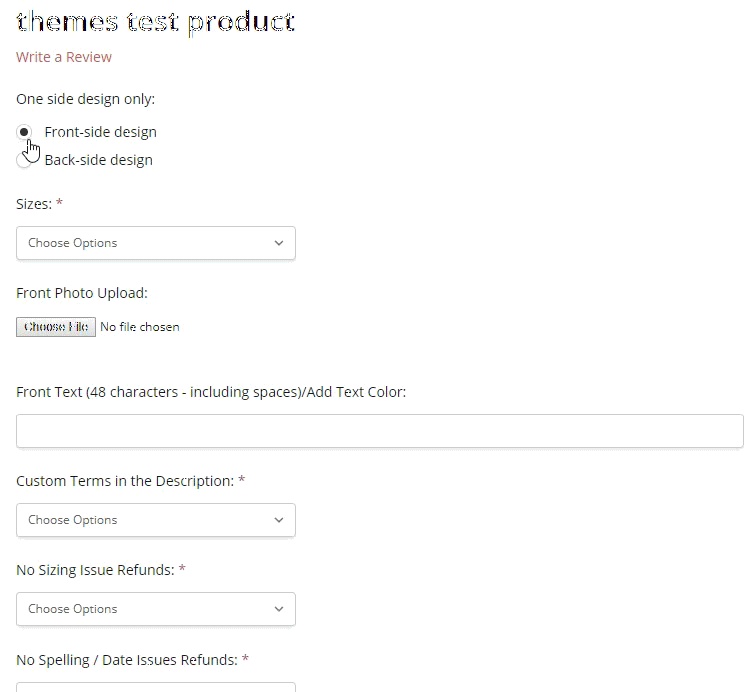 themes test product
Write a Review
One side design only:
Front-side design
Back-side design
Sizes: *
Choose Options
Front Photo Upload:
Choose File No file chosen
Front Text (48 characters - including spaces)/Add Text Color:
Custom Terms in the Description: *
Choose Options
No Sizing Issue Refunds: *
Choose Options
No Spelling / Date Issues Refunds: *